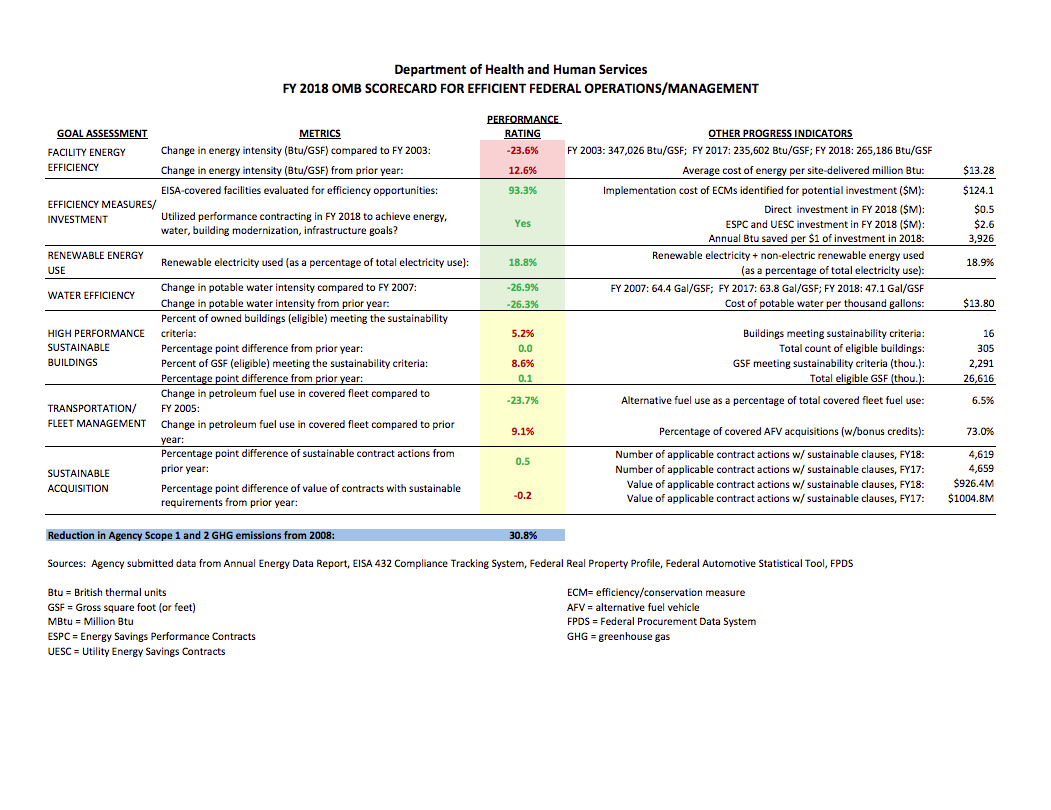 Department of Health and Human Services
FY 2018 OMB SCORECARD FOR EFFICIENT FEDERAL OPERATIONS/MANAGEMENT
GOAL ASSESSMENT METRICS PERFORMANCE RATING OTHER PROGRESS INDICATORS
FACILITY ENERGY EFFICIENCY
Change in energy intensity (Btu/GSF) compared to FY 2003: -23.6% FY 2003: 347,026 Btu/GSF; FY 2017: 235,602 Btu/GSF; FY 2018: 265,186 Btu/GSF
Change in energy intensity (Btu/GSF) from prior year: 12.6% Average cost of energy per site-delivered million Btu: $13.28
EFFICIENCY MEASURES/ INVESTMENT
EISA-covered facilities evaluated for efficiency opportunities: 93.3% Implementation cost of ECMs identified for potential investment ($M): $124.1
Utilized performance contracting in FY 2018 to achieve energy,
water, building modernization, infrastructure goals? Yes
Direct investment in FY 2018 ($M): $0.5
ESPC and UESC investment in FY 2018 ($M): $2.6
Annual Btu saved per $1 of investment in 2018: 3,926
RENEWABLE ENERGY USE
Renewable electricity used (as a percentage of total electricity use): 18.8%
Renewable electricity + non-electric renewable energy used
(as a percentage of total electricity use): 18.9%
WATER EFFICIENCY
Change in potable water intensity compared to FY 2007: -26.9% FY 2007: 64.4 Gal/GSF; FY 2017: 63.8 Gal/GSF; FY 2018: 47.1 Gal/GSF
Change in potable water intensity from prior year: -26.3% Cost of potable water per thousand gallons: $13.80
HIGH PERFORMANCE SUSTAINABLE BUILDINGS
Percent of owned buildings (eligible) meeting the sustainability
criteria: 5.2% Buildings meeting sustainability criteria: 16
Percentage point difference from prior year: 0.0 Total count of eligible buildings: 305
Percent of GSF (eligible) meeting the sustainability criteria: 8.6% GSF meeting sustainability criteria (thou.): 2,291
Percentage point difference from prior year: 0.1 Total eligible GSF (thou.): 26,616
TRANSPORTATION/ FLEET MANAGEMENT
Change in petroleum fuel use in covered fleet compared to
FY 2005: -23.7% Alternative fuel use as a percentage of total covered fleet fuel use: 6.5%
Change in petroleum fuel use in covered fleet compared to prior
year: 9.1% Percentage of covered AFV acquisitions (w/bonus credits): 73.0%
SUSTAINABLE ACQUISITION
Percentage point difference of sustainable contract actions from
prior year: 0.5
Number of applicable contract actions w/ sustainable clauses, FY18: 4,619
Number of applicable contract actions w/ sustainable clauses, FY17: 4,659
Percentage point difference of value of contracts with sustainable
requirements from prior year: -0.2
Value of applicable contract actions w/ sustainable clauses, FY18: $926.4M
Value of applicable contract actions w/ sustainable clauses, FY17: $1004.8M
Reduction in Agency Scope 1 and 2 GHG emissions from 2008: 30.8%
Sources: Agency submitted data from Annual Energy Data Report, EISA 432 Compliance Tracking System, Federal Real Property Profile, Federal Automotive Statistical Tool, FPDS
Btu = British thermal units
GSF = Gross square foot (or feet)
MBtu = Million Btu
ESPC = Energy Savings Performance Contracts
UESC = Utility Energy Savings Contracts
ECM= efficiency/conservation measure
AFV = alternative fuel vehicle
FPDS = Federal Procurement Data System
GHG = greenhouse gas